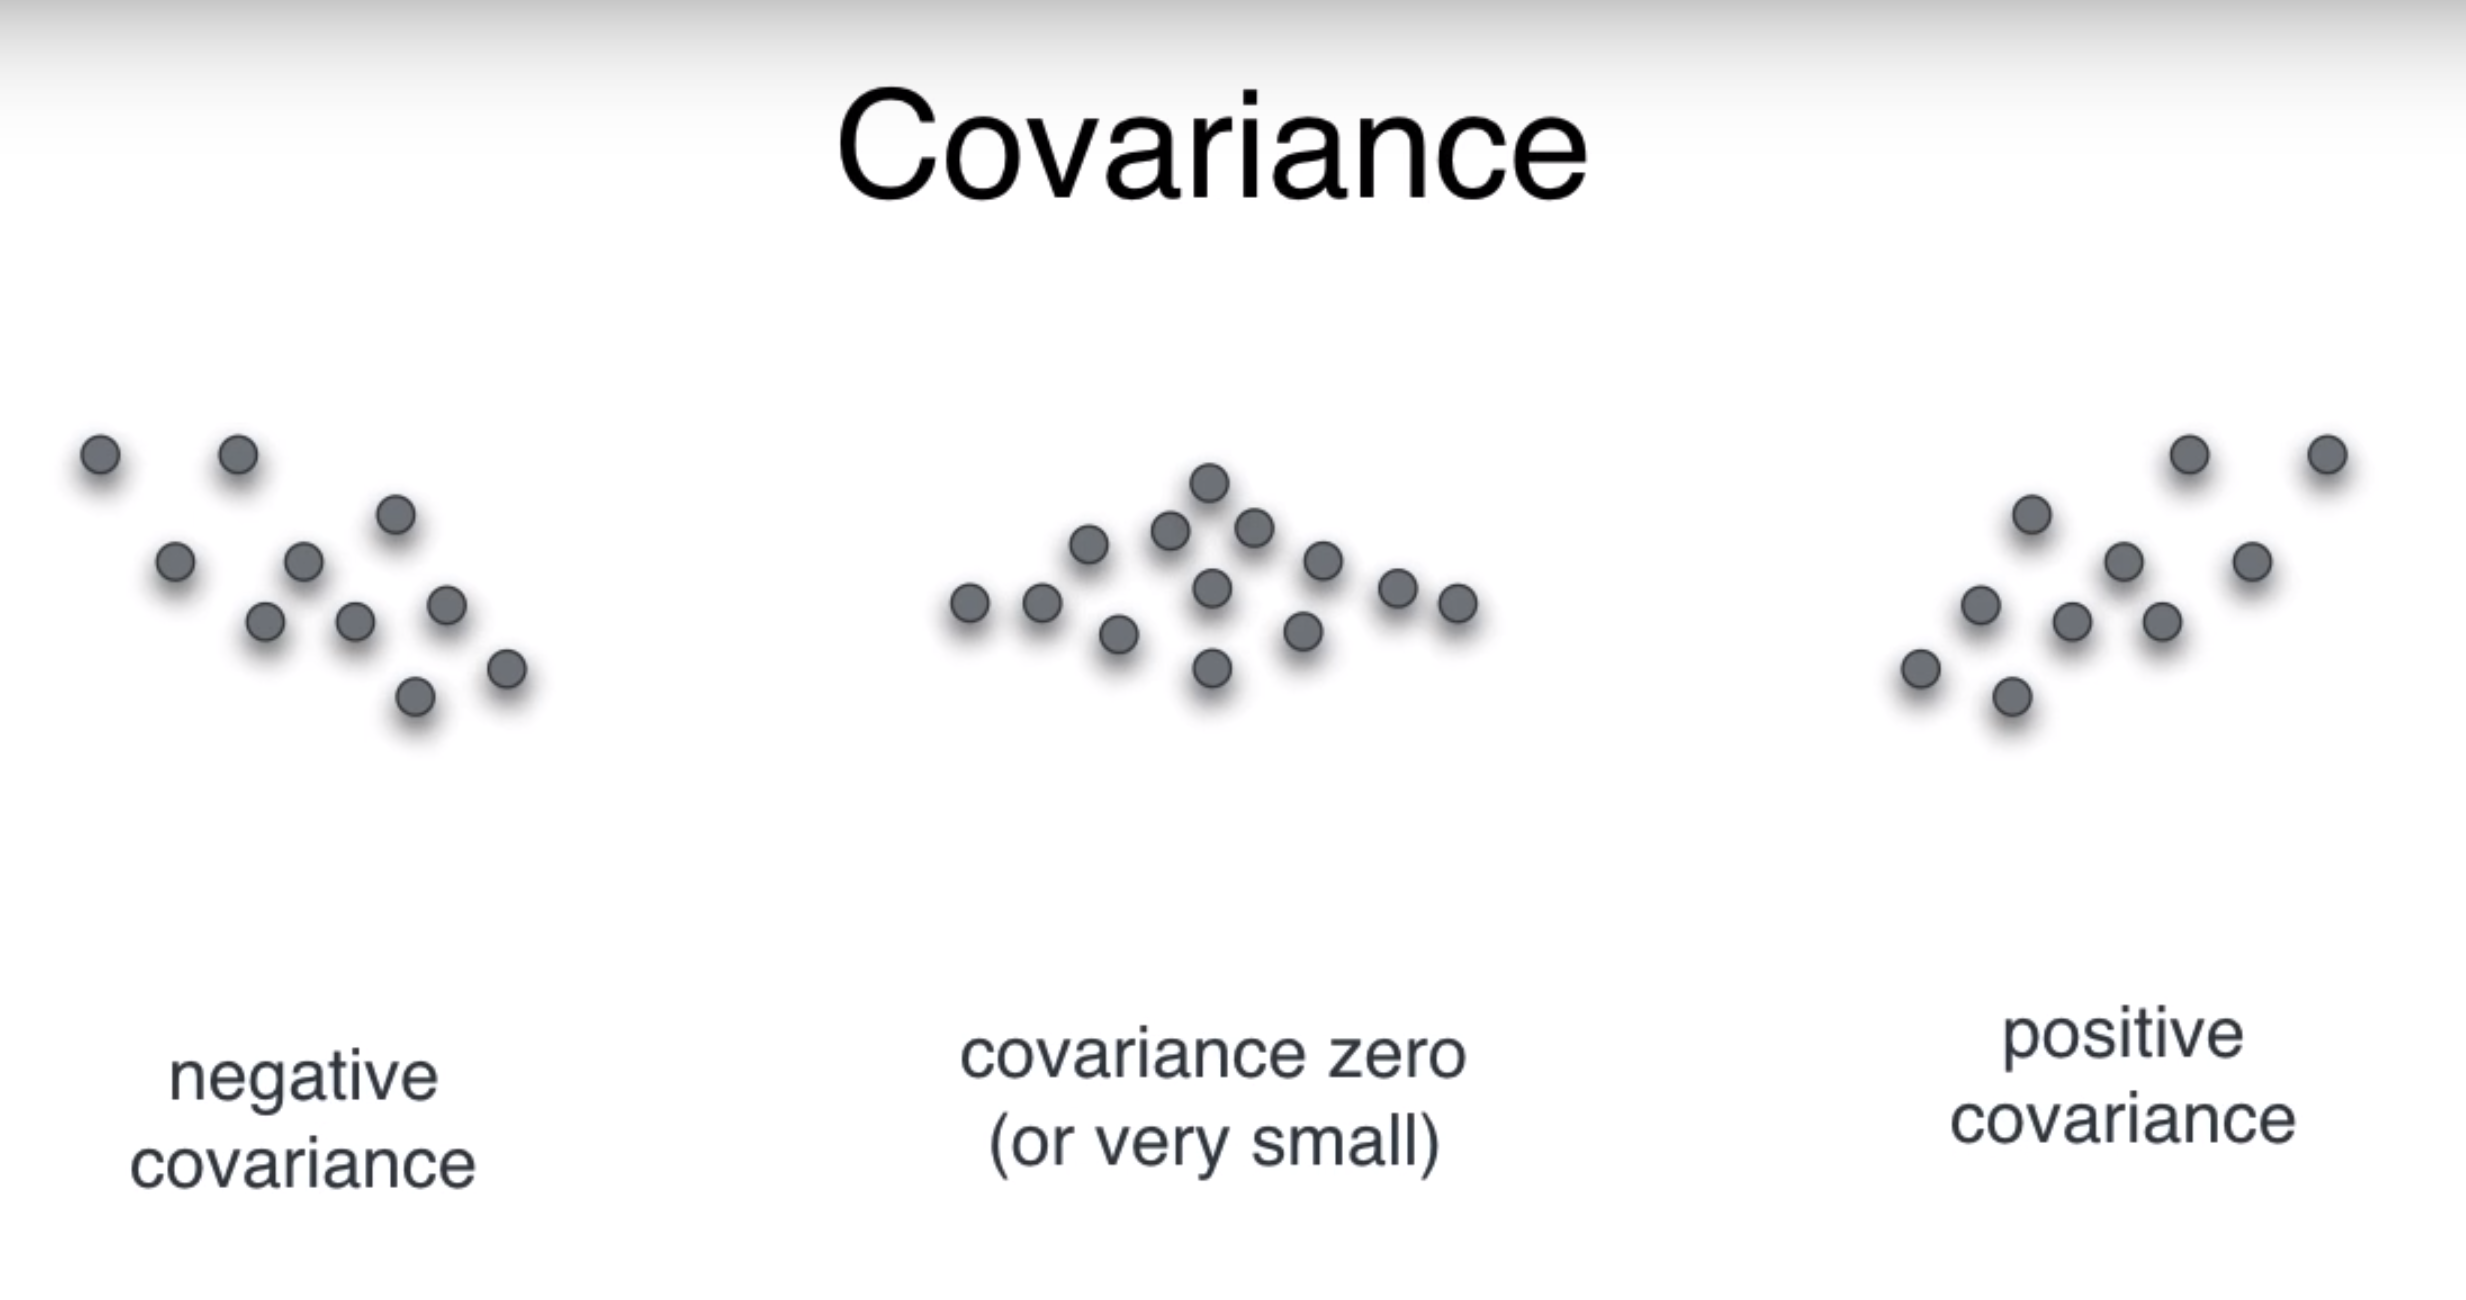 Covariance
negative
covariance
covariance zero
(or very small)
positive
covariance